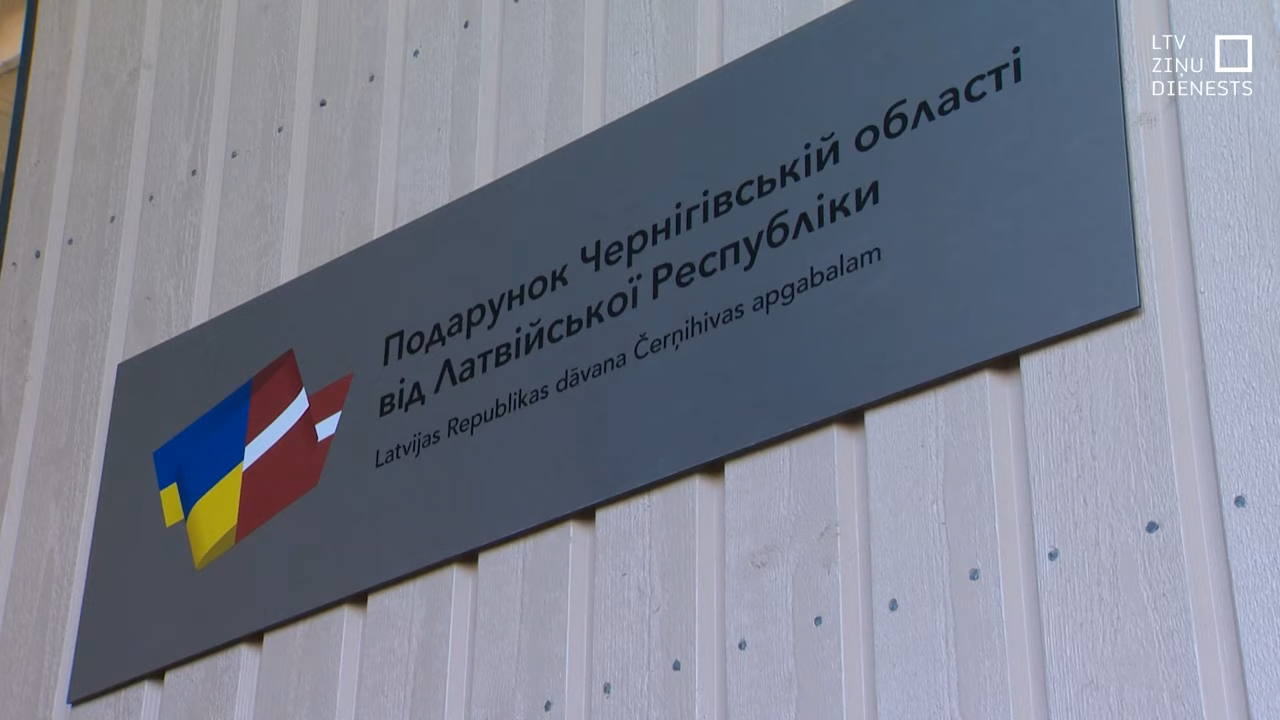 LTV
ZIŅU
DIENESTS
Подарунок Чернігівській області
від Латвійської Республіки
Latvijas Republikas dāvana Čerņihivas apgabalam